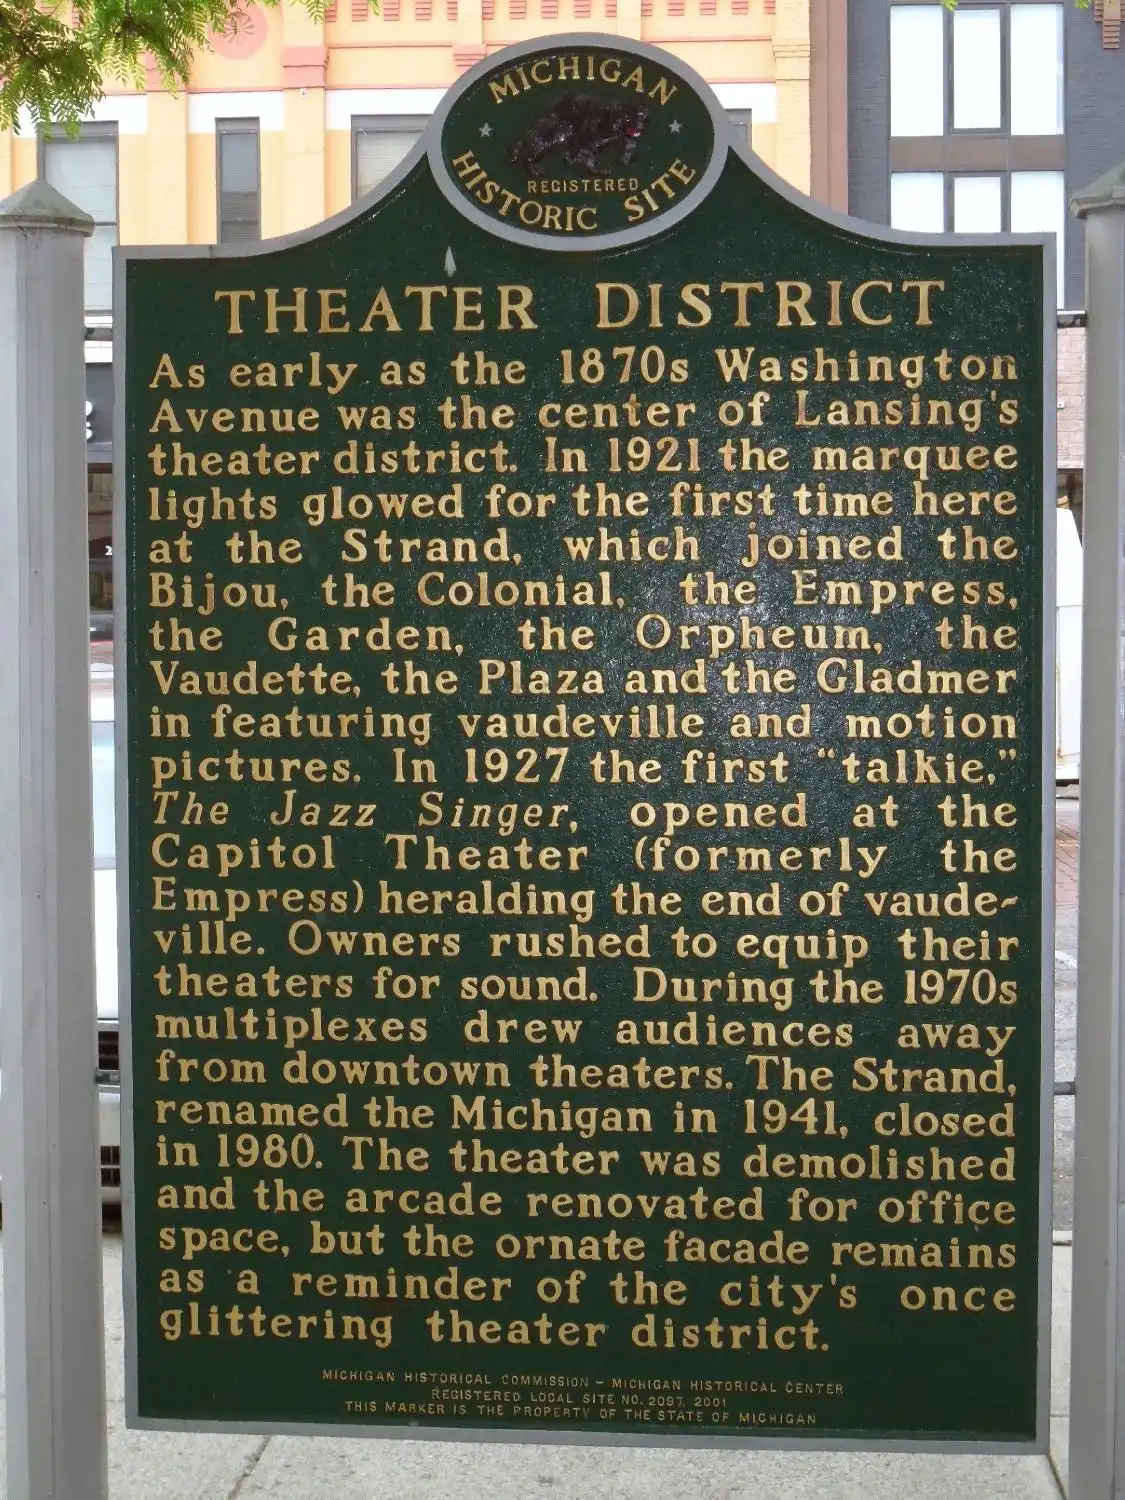 MICHIGAN
REGISTERED
HISTORIC SITE
THEATER DISTRICT
As early as the 1870s Washington
Avenue was the center of Lansing's
theater district. In 1921 the marquee
lights glowed for the first time here
at the Strand, which joined the
Bijou, the Colonial, the Empress,
the Garden, the Orpheum, the
Vaudette, the Plaza and the Gladmer
in featuring vaudeville and motion
pictures. In 1927 the first “talkie,”
The Jazz Singer, opened at the
Capitol Theater (formerly the
Empress) heralding the end of vaude-
ville. Owners rushed to equip their
theaters for sound. During the 1970s
multiplexes drew audiences away
from downtown theaters. The Strand,
renamed the Michigan in 1941, closed
in 1980. The theater was demolished
and the arcade renovated for office
space, but the ornate facade remains
as a reminder of the city's once
glittering theater district.
MICHIGAN HISTORICAL COMMISSION – MICHIGAN HISTORICAL CENTER
REGISTERED LOCAL SITE NO. 2097, 2001
THIS MARKER IS THE PROPERTY OF THE STATE OF MICHIGAN